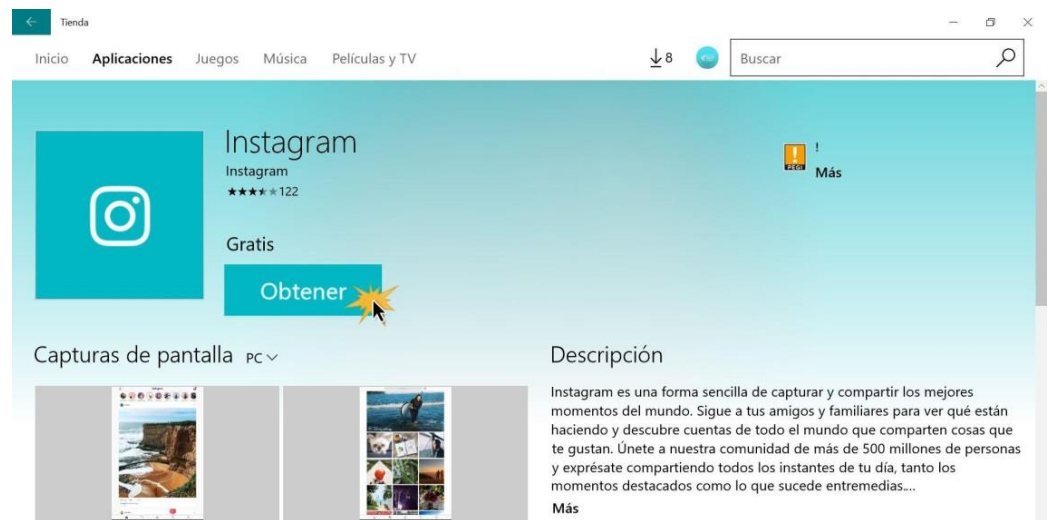 Tienda
Inicio Aplicaciones Juegos Música Películas y TV 8 Buscar
Instagram
Instagram
122
!
Más
PEGI
Gratis
Obtener
Capturas de pantalla PC
Descripción
Instagram es una forma sencilla de capturar y compartir los mejores
momentos del mundo. Sigue a tus amigos y familiares para ver qué están
haciendo y descubre cuentas de todo el mundo que comparten cosas que
te gustan. Únete a nuestra comunidad de más de 500 millones de personas
y exprésate compartiendo todos los instantes de tu día, tanto los
momentos destacados como lo que sucede entremedias....
Más